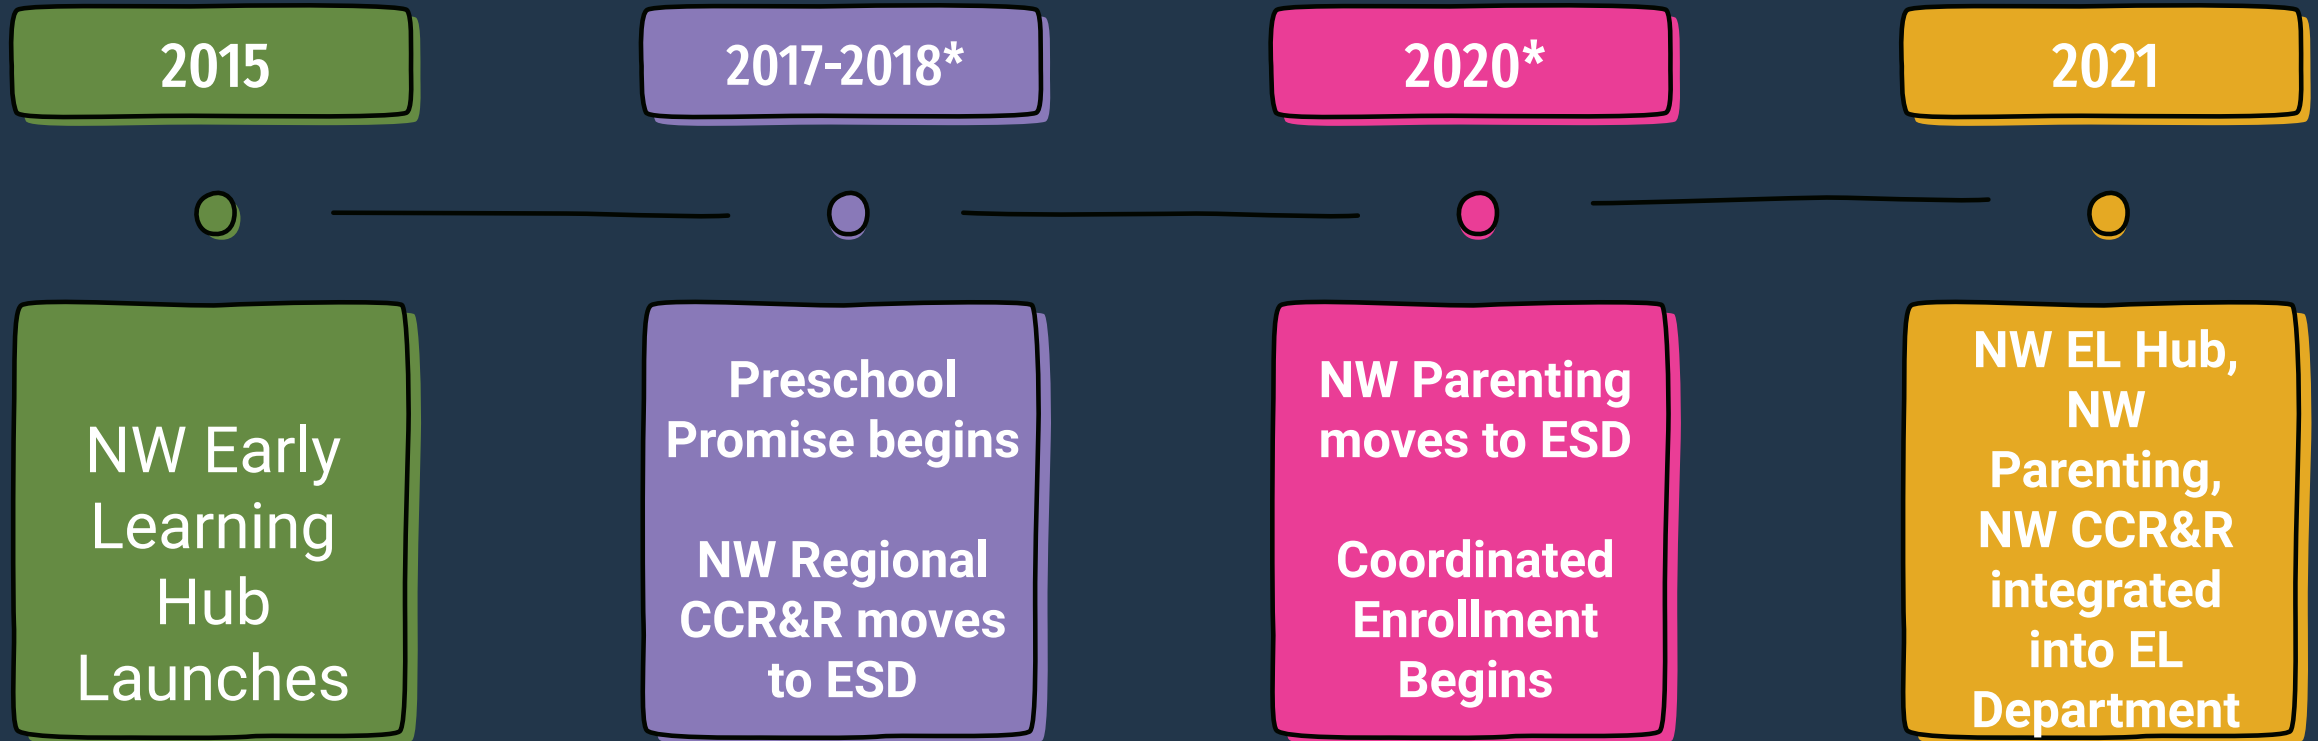 2015
2017-2018*
2020*
2021
NW Early
Learning
Hub
Launches
Preschool
Promise begins
NW Regional
CCR&R moves
to ESD
NW Parenting
moves to ESD
Coordinated
Enrollment
Begins
NW EL Hub,
NW
Parenting,
NW CCR&R
integrated
into EL
Department